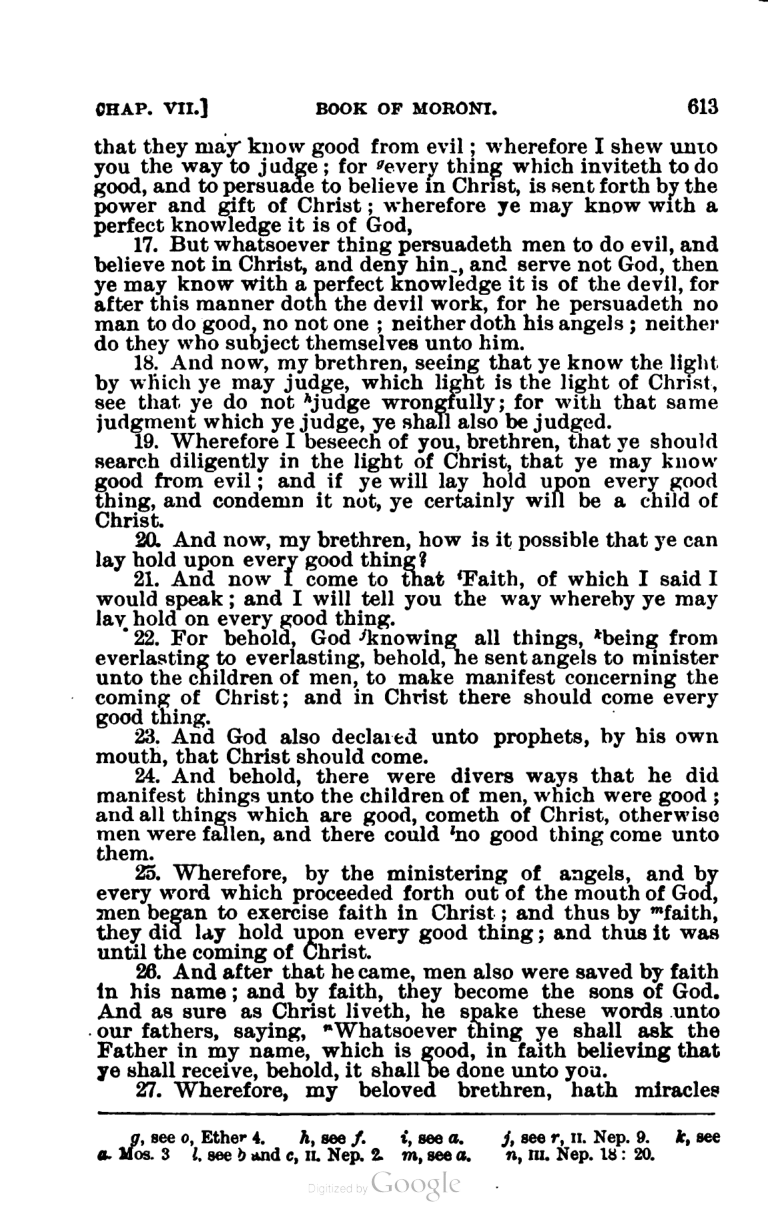 CHAP. VII.] BOOK OF MORONI. 613
that they may know good from evil ; wherefore I shew unto
you the way to judge ; for ᵍevery thing which inviteth to do
good, and to persuade to believe in Christ, is sent forth by the
power and gift of Christ ; wherefore ye may know with a
perfect knowledge it is of God,
17. But whatsoever thing persuadeth men to do evil, and
believe not in Christ, and deny him, and serve not God, then
ye may know with a perfect knowledge it is of the devil, for
after this manner doth the devil work, for he persuadeth no
man to do good, no not one ; neither doth his angels ; neither
do they who subject themselves unto him.
18. And now, my brethren, seeing that ye know the light
by which ye may judge, which light is the light of Christ,
see that ye do not ʰjudge wrongfully; for with that same
judgment which ye judge, ye shall also be judged.
19. Wherefore I beseech of you, brethren, that ye should
search diligently in the light of Christ, that ye may know
good from evil ; and if ye will lay hold upon every good
thing, and condemn it not, ye certainly will be a child of
Christ.
20. And now, my brethren, how is it possible that ye can
lay hold upon every good thing?
21. And now I come to that ⁱFaith, of which I said I
would speak ; and I will tell you the way whereby ye may
lay hold on every good thing.
22. For behold, God ʲknowing all things, ᵏbeing from
everlasting to everlasting, behold, he sent angels to minister
unto the children of men, to make manifest concerning the
coming of Christ; and in Christ there should come every
good thing.
23. And God also declared unto prophets, by his own
mouth, that Christ should come.
24. And behold, there were divers ways that he did
manifest things unto the children of men, which were good ;
and all things which are good, cometh of Christ, otherwise
men were fallen, and there could ˡno good thing come unto
them.
25. Wherefore, by the ministering of angels, and by
every word which proceeded forth out of the mouth of God,
men began to exercise faith in Christ ; and thus by ᵐfaith,
they did lay hold upon every good thing ; and thus it was
until the coming of Christ.
26. And after that he came, men also were saved by faith
in his name ; and by faith, they become the sons of God.
And as sure as Christ liveth, he spake these words unto
our fathers, saying, ⁿWhatsoever thing ye shall ask the
Father in my name, which is good, in faith believing that
ye shall receive, behold, it shall be done unto you.
27. Wherefore, my beloved brethren, hath miracles
g, see o, Ether 4. h, see f. i, see a. j, see r, II. Nep. 9. k, see
a. Mos. 3 l, see b and c, II. Nep. 2. m, see a. n, III. Nep. 18 : 20.
Digitized by Google